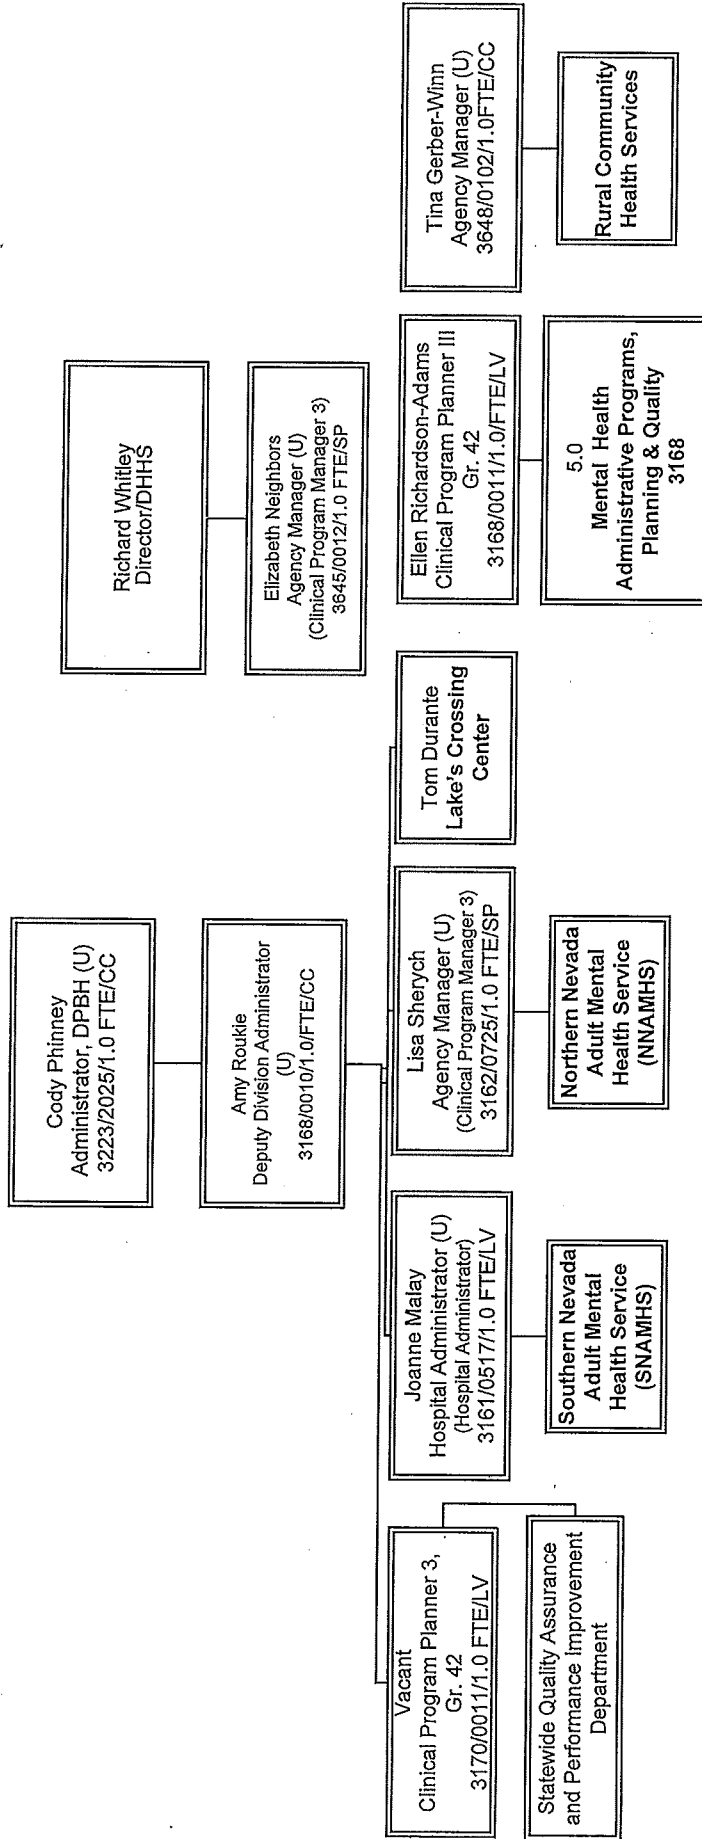 Cody Phinney
Administrator, DPBH (U)
3223/2025/1.0 FTE/CC
Richard Whitley
Director/DHHS
Amy Roukie
Deputy Division Administrator
(U)
3168/0010/1.0/FTE/CC
Elizabeth Neighbors
Agency Manager (U)
(Clinical Program Manager 3)
3645/0012/1.0 FTE/SP
Vacant
Clinical Program Planner 3,
Gr. 42
3170/0011/1.0 FTE/LV
Joanne Malay
Hospital Administrator (U)
(Hospital Administrator)
3161/0517/1.0 FTE/LV
Lisa Sherych
Agency Manager (U)
(Clinical Program Manager 3)
3162/0725/1.0 FTE/SP
Tom Durante
Lake's Crossing
Center
Ellen Richardson-Adams
Clinical Program Planner III
Gr. 42
3168/0011/1.0/FTE/LV
Tina Gerber-Winn
Agency Manager (U)
3648/0102/1.0FTE/CC
Statewide Quality Assurance
and Performance Improvement
Department
Southern Nevada
Adult Mental
Health Service
(SNAMHS)
Northern Nevada
Adult Mental
Health Service
(NNAMHS)
5.0
Mental Health
Administrative Programs,
Planning & Quality
3168
Rural Community
Health Services